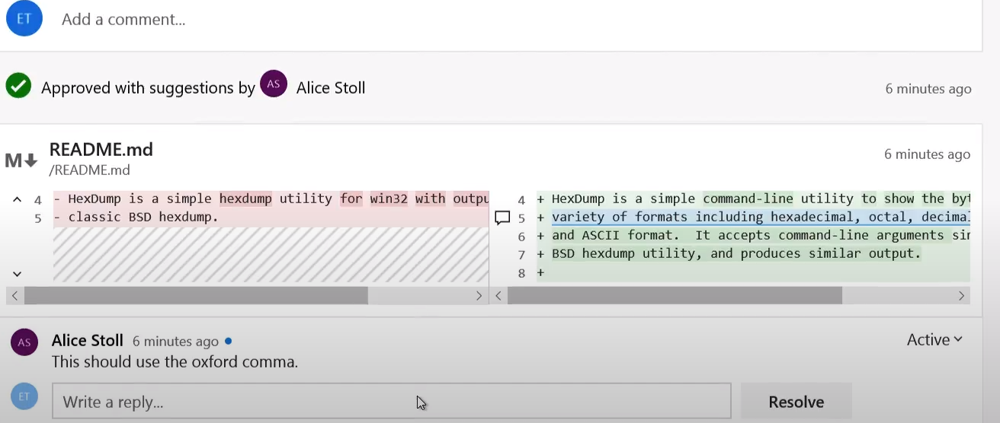 ET Add a comment...
Approved with suggestions by AS Alice Stoll 6 minutes ago
M README.md 6 minutes ago
/README.md
4 - HexDump is a simple hexdump utility for win32 with outpu
5 - classic BSD hexdump.
4 + HexDump is a simple command-line utility to show the byt
5 + variety of formats including hexadecimal, octal, decimal
6 + and ASCII format.  It accepts command-line arguments sin
7 + BSD hexdump utility, and produces similar output.
8 +
AS Alice Stoll 6 minutes ago Active
This should use the oxford comma.
ET Write a reply... Resolve